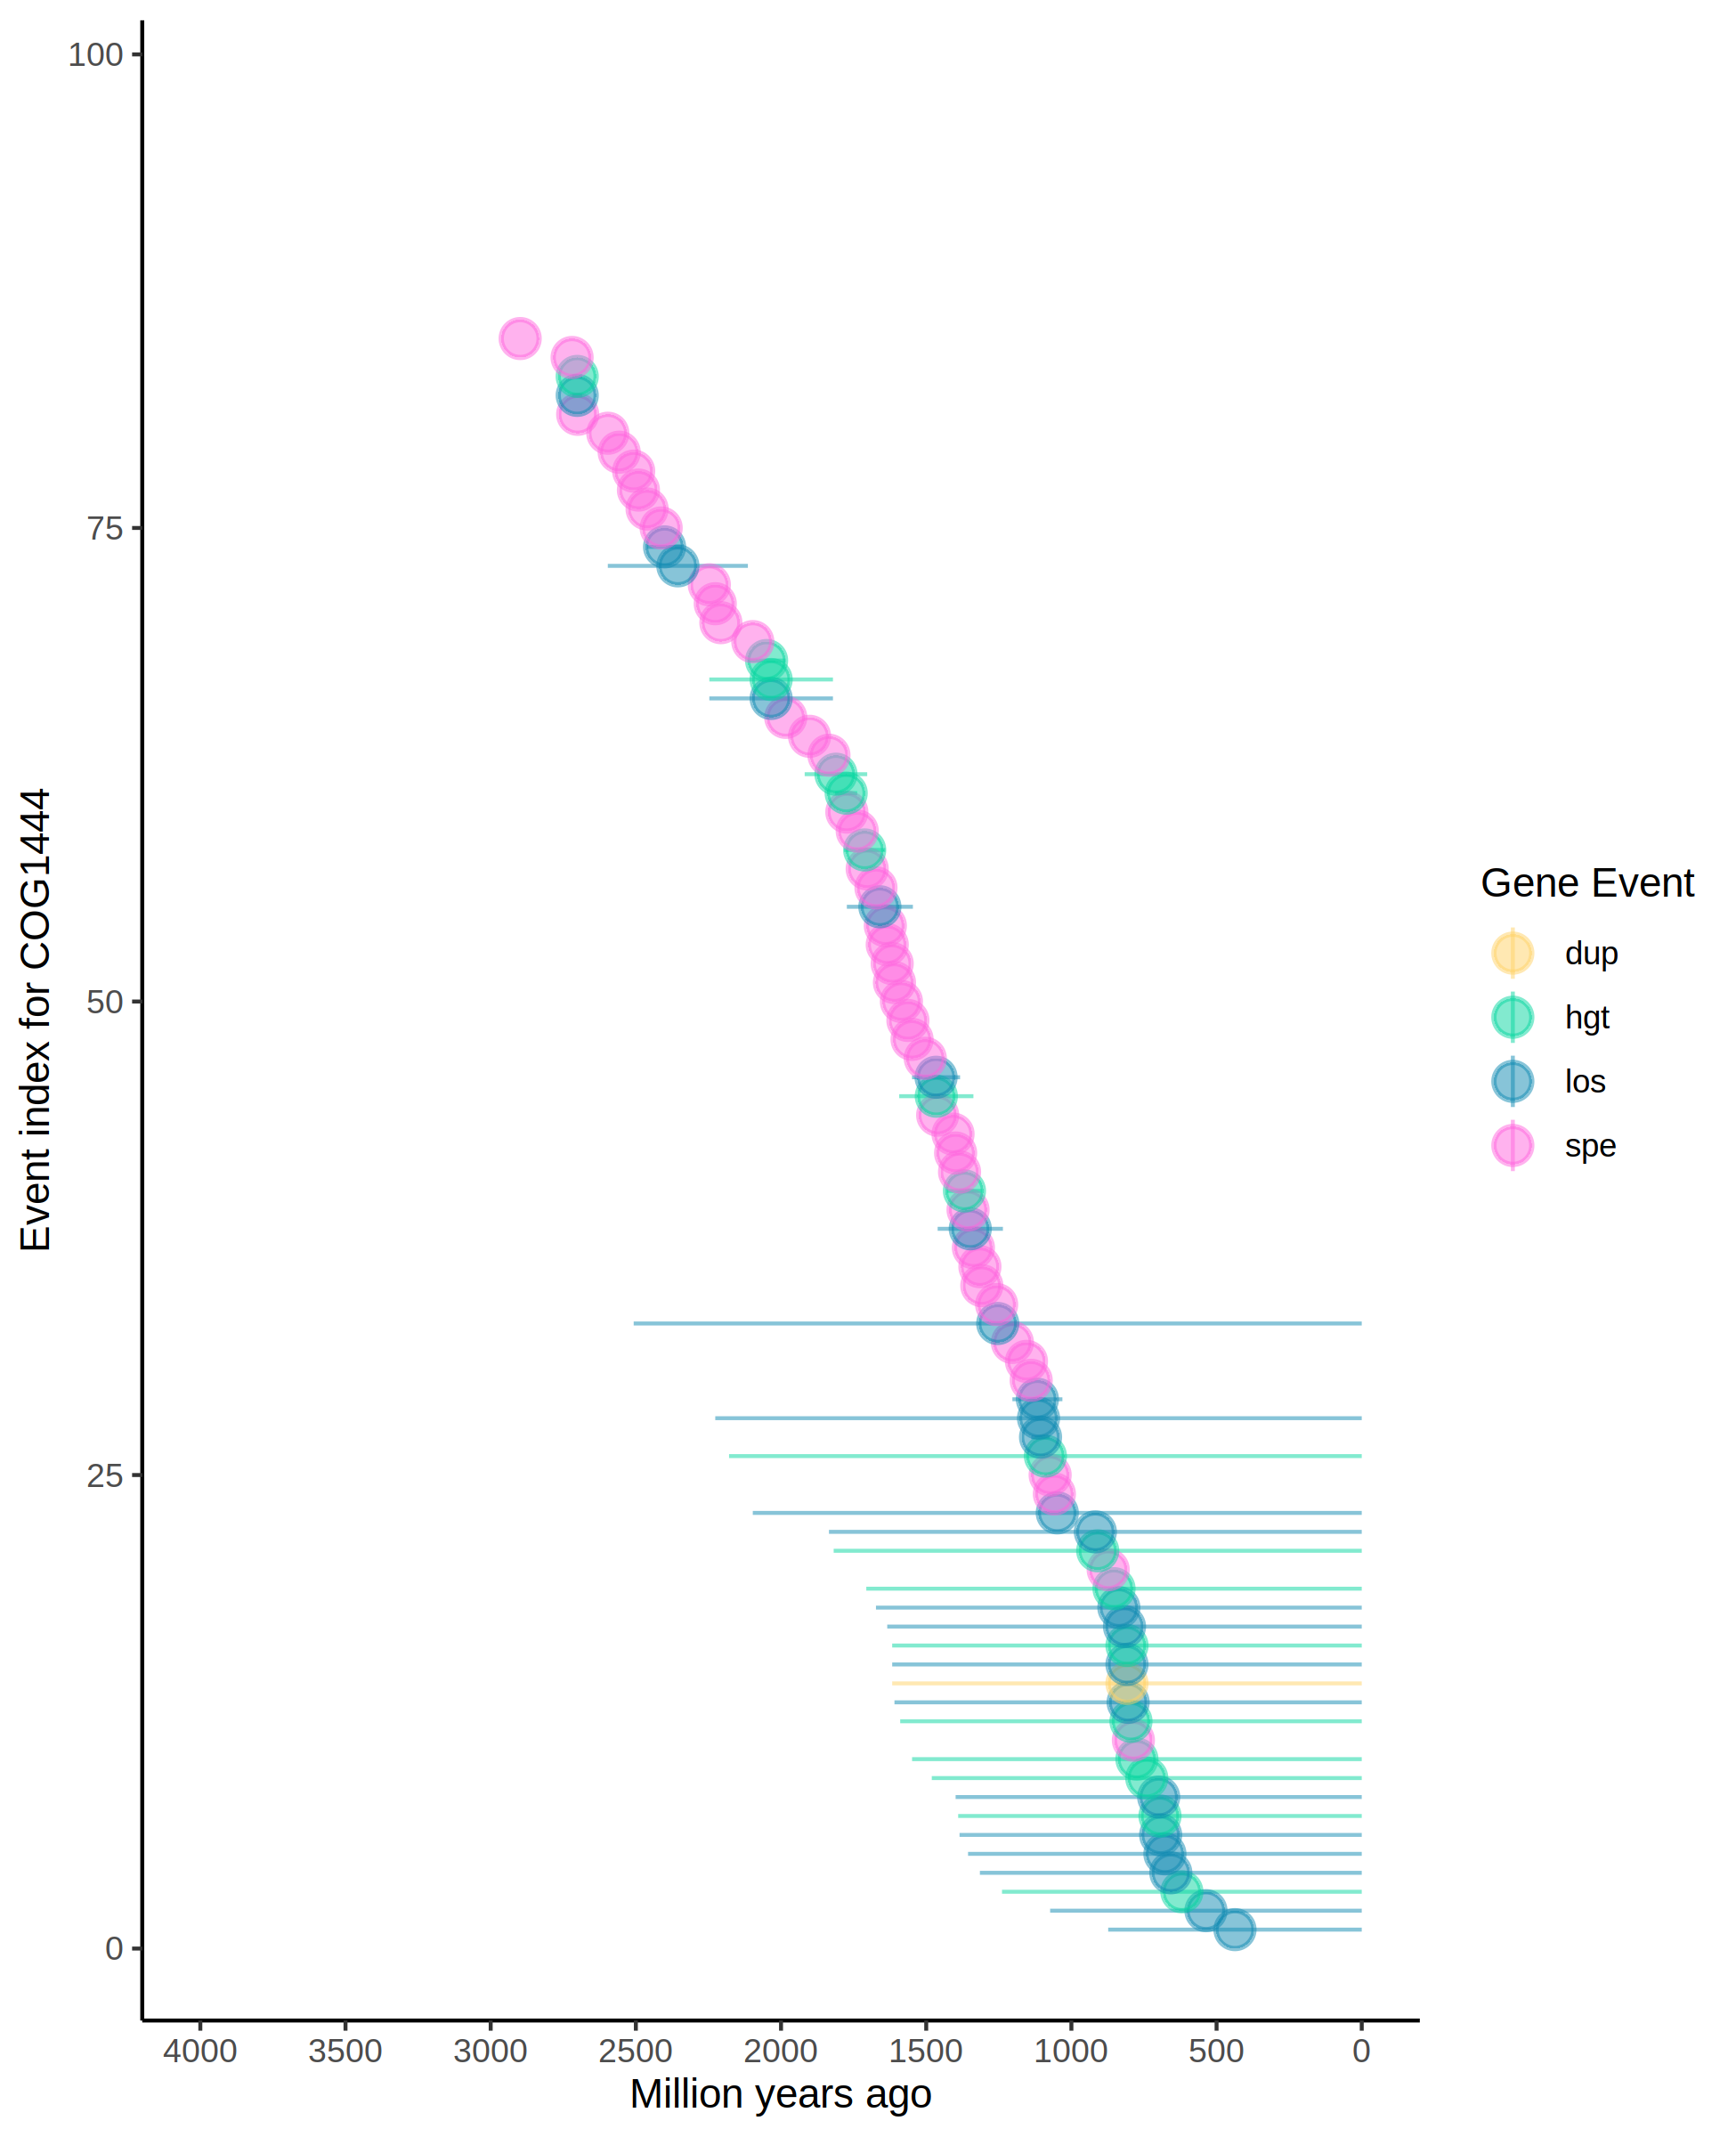 100
75
50
25
0
Event index for COG1444
4000 3500 3000 2500 2000 1500 1000 500 0
Million years ago
Gene Event
dup
hgt
los
spe